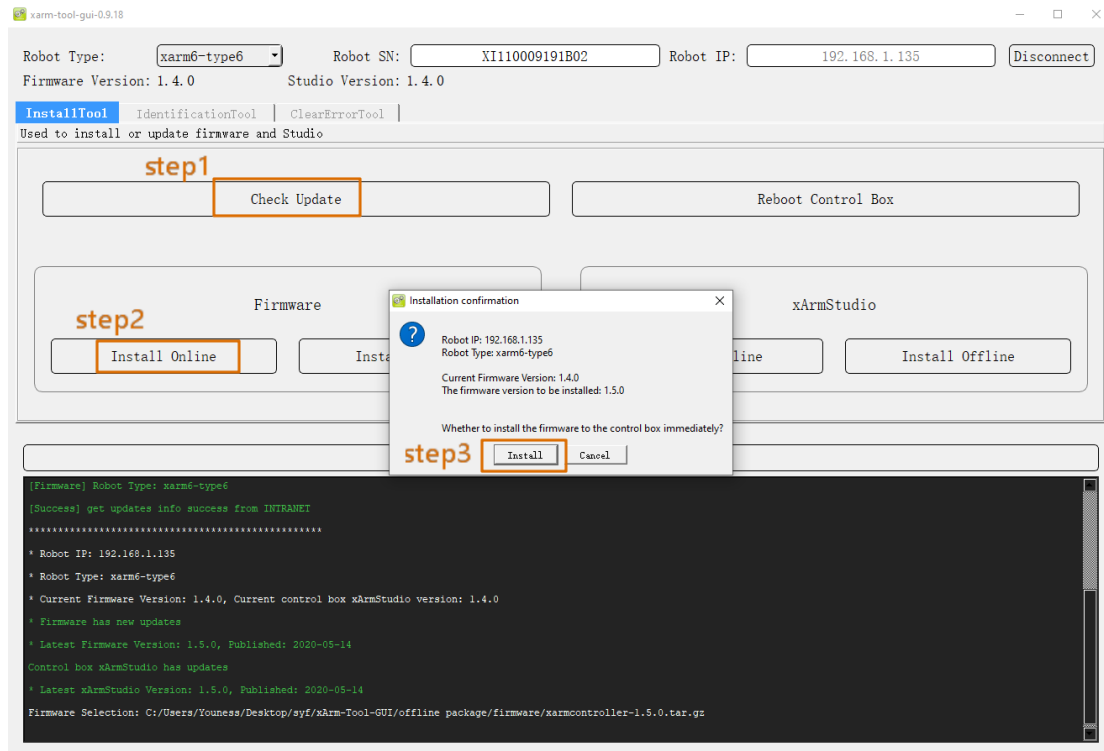 xarm-tool-gui-0.9.18
Robot Type: xarm6-type6 Robot SN: XI110009191B02 Robot IP: 192.168.1.135 Disconnect
Firmware Version: 1.4.0 Studio Version: 1.4.0
InstallTool IdentificationTool ClearErrorTool
Used to install or update firmware and Studio
step1
Check Update Reboot Control Box
Firmware xArmStudio
step2
Install Online Insta line Install Offline
Installation confirmation
Robot IP: 192.168.1.135
Robot Type: xarm6-type6
Current Firmware Version: 1.4.0
The firmware version to be installed: 1.5.0
Whether to install the firmware to the control box immediately?
step3 Install Cancel
[Firmware] Robot Type: xarm6-type6
[Success] get updates info success from INTRANET
**************************************************
* Robot IP: 192.168.1.135
* Robot Type: xarm6-type6
* Current Firmware Version: 1.4.0, Current control box xArmStudio version: 1.4.0
* Firmware has new updates
* Latest Firmware Version: 1.5.0, Published: 2020-05-14
Control box xArmStudio has updates
* Latest xArmStudio Version: 1.5.0, Published: 2020-05-14
Firmware Selection: C:/Users/Youness/Desktop/syf/xArm-Tool-GUI/offline package/firmware/xarmcontroller-1.5.0.tar.gz